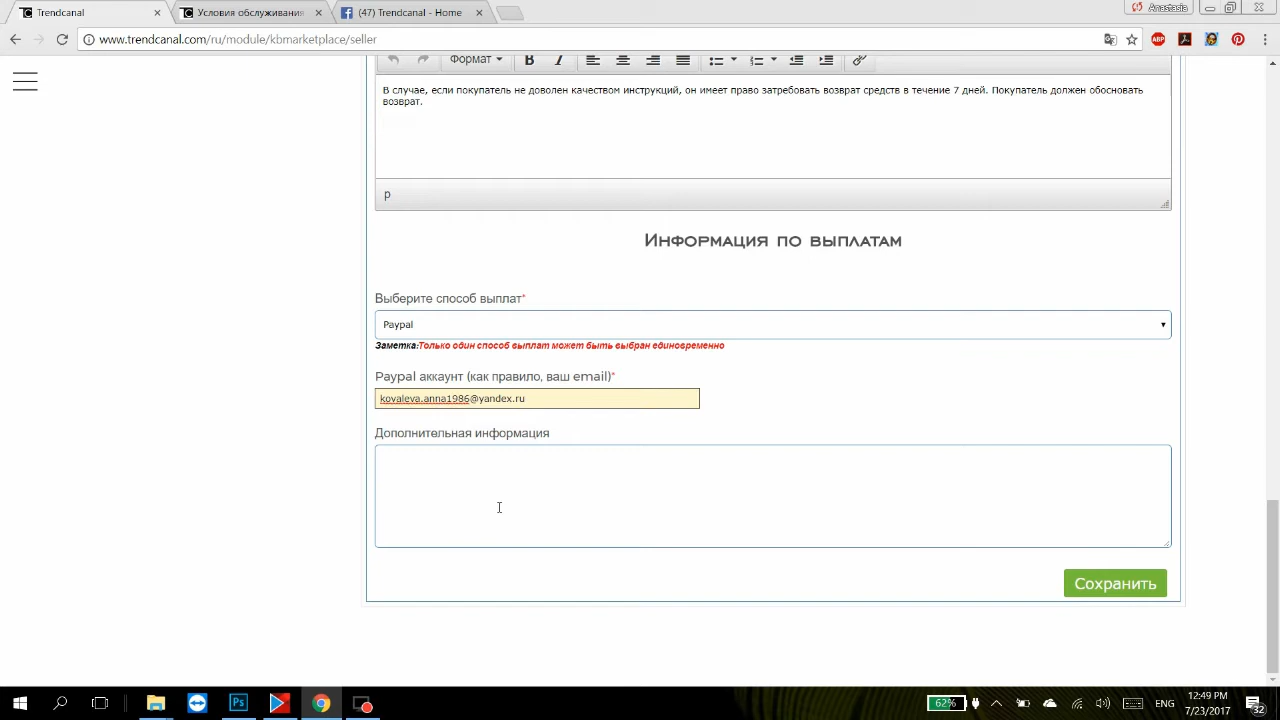 Trendcanal
Условия обслуживания
(47) Trendcanal - Home
Anastasia
www.trendcanal.com/ru/module/kbmarketplace/seller
ABP
Формат
B I
В случае, если покупатель не доволен качеством инструкций, он имеет право затребовать возврат средств в течение 7 дней. Покупатель должен обосновать
возврат.
p
Информация по выплатам
Выберите способ выплат*
Paypal
Заметка:Только один способ выплат может быть выбран единовременно
Paypal аккаунт (как правило, ваш email)*
kovaleva.anna1986@yandex.ru
Дополнительная информация
Сохранить
Ps
62%
ENG
12:49 PM
7/23/2017
32